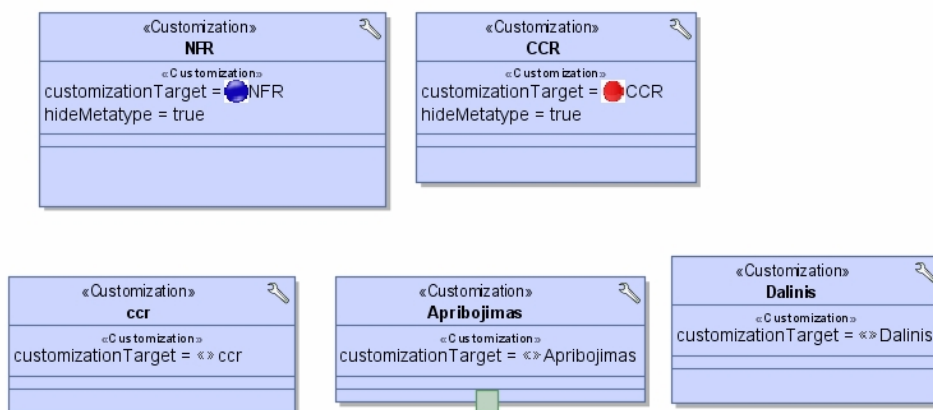 «Customization»
NFR
«Customization»
customizationTarget = NFR
hideMetatype = true
«Customization»
CCR
«Customization»
customizationTarget = CCR
hideMetatype = true
«Customization»
ccr
«Customization»
customizationTarget = «» ccr
«Customization»
Apribojimas
«Customization»
customizationTarget = «» Apribojimas
«Customization»
Dalinis
«Customization»
customizationTarget = «» Dalinis